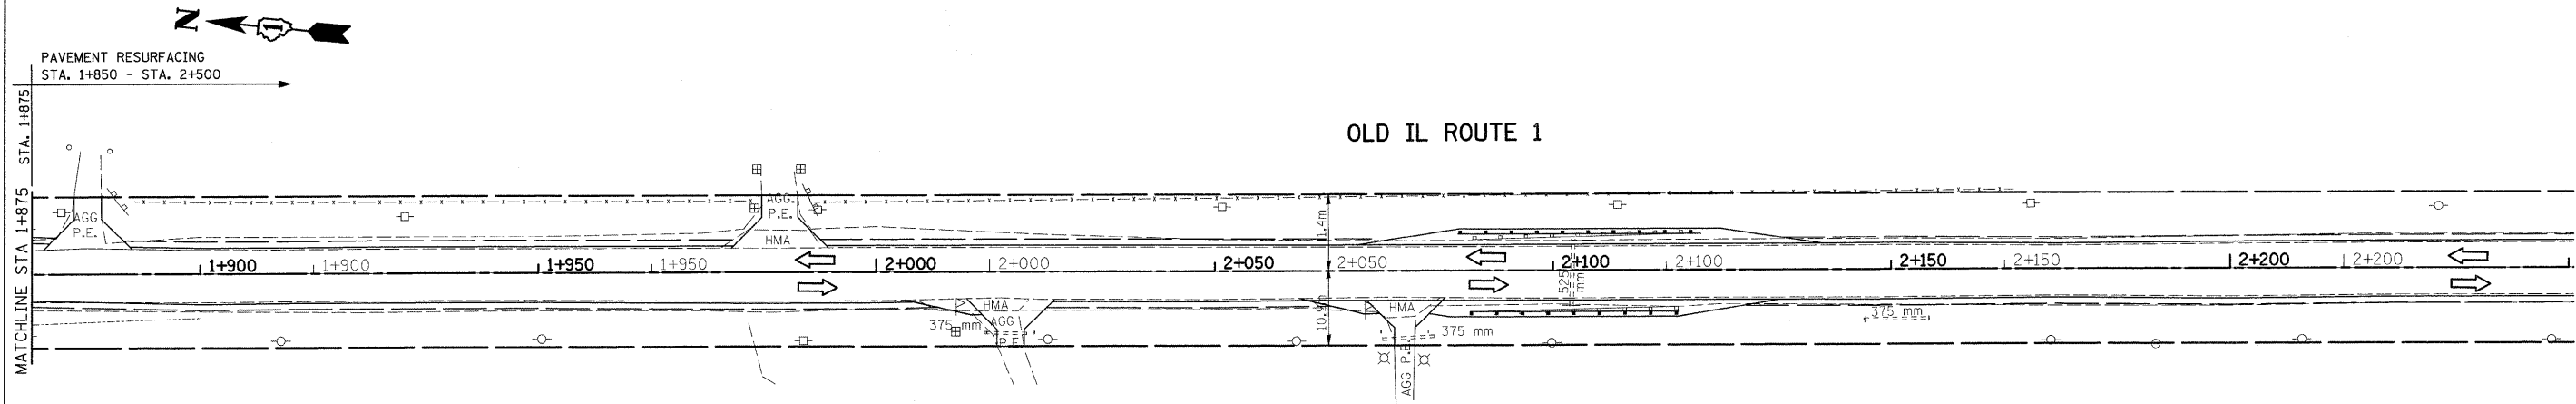 N
1
PAVEMENT RESURFACING
STA. 1+850 - STA. 2+500
STA. 1+875
MATCHLINE STA 1+875
OLD IL ROUTE 1
AGG
P.E.
AGG.
P.E.
HMA
11.4m
1+900 1+900 1+950 1+950 2+000 2+000 2+050 2+050 2+100 2+100 2+150 2+150 2+200 2+200
525 mm
HMA
AGG
P.E.
375 mm
10.9m
HMA
375 mm
AGG P.E.
375 mm